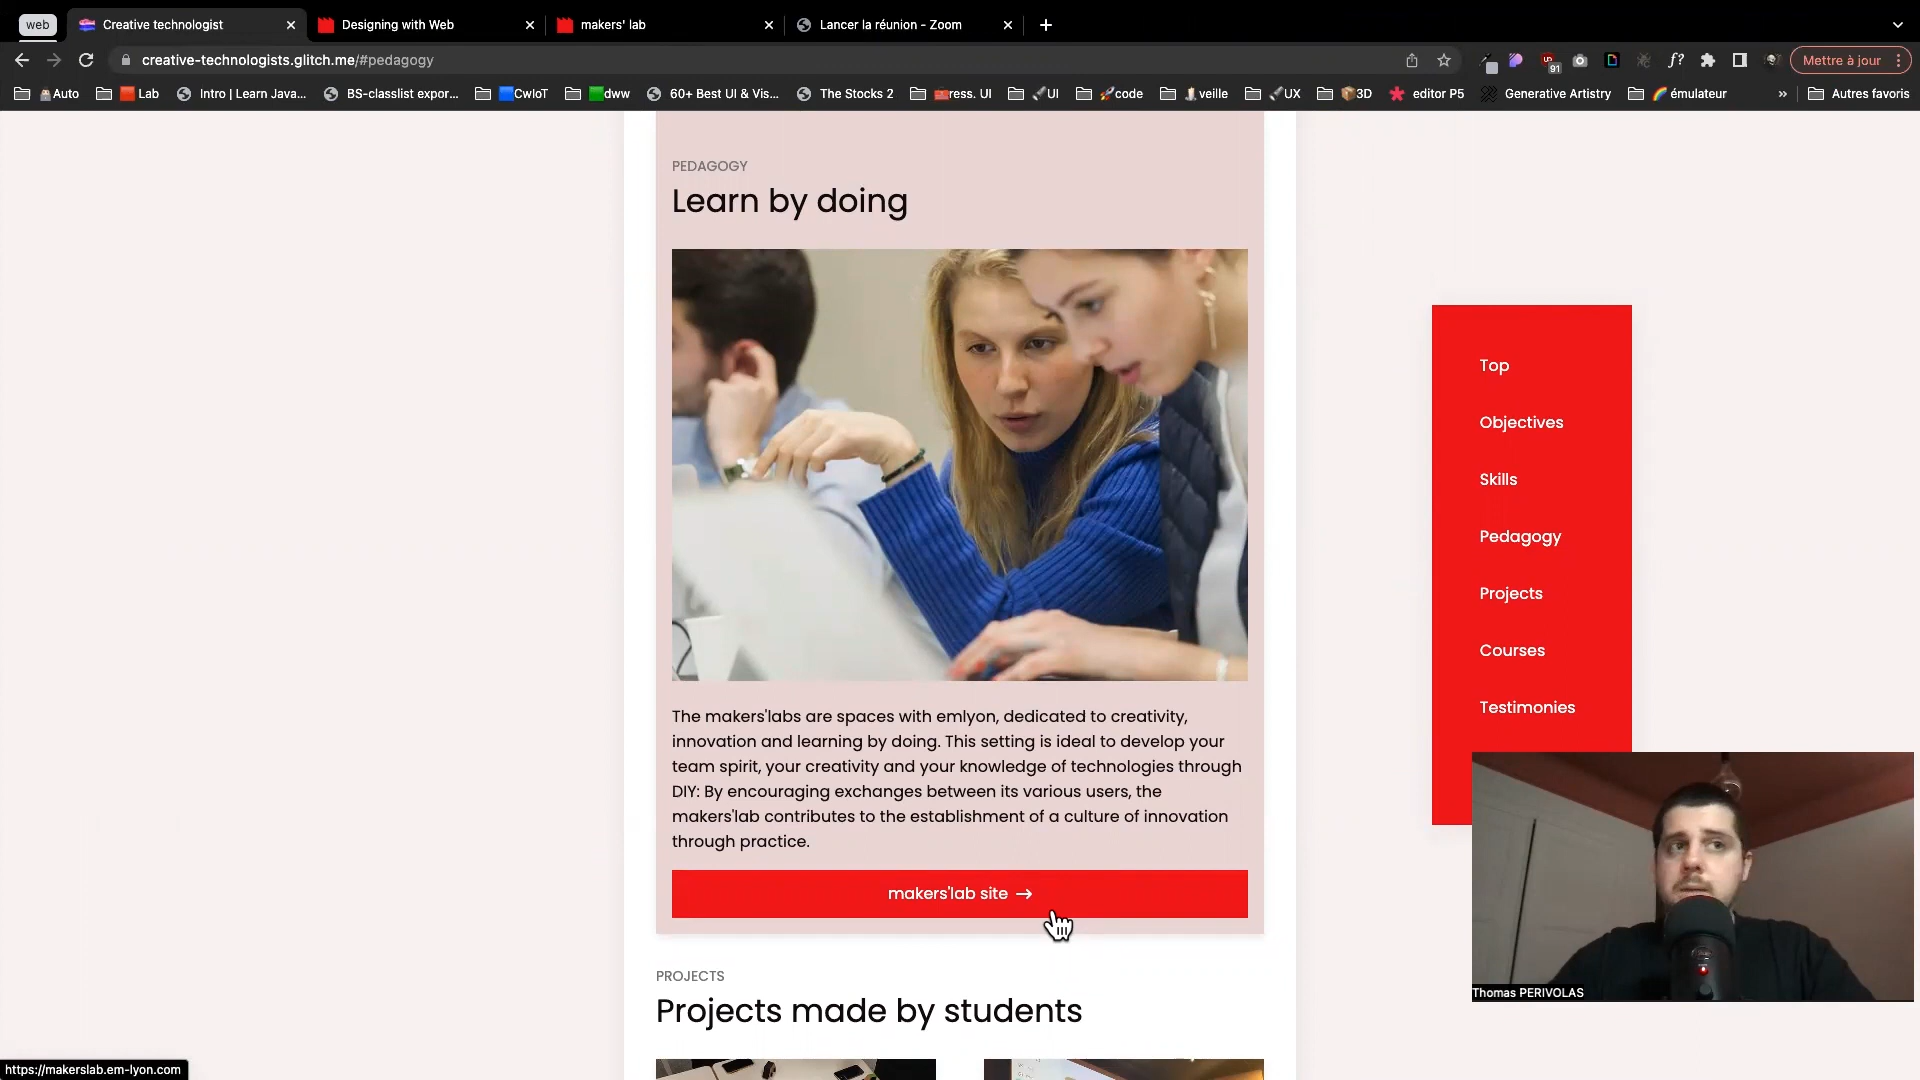 web
Creative technologist
Designing with Web
makers' lab
Lancer la réunion - Zoom
creative-technologists.glitch.me/#pedagogy
91
f?
Mettre à jour
Auto
Lab
Intro | Learn Java...
BS-classlist expor...
CwIoT
dww
60+ Best UI & Vis...
The Stocks 2
ress. UI
UI
code
veille
UX
3D
editor P5
Generative Artistry
émulateur
»
Autres favoris
PEDAGOGY
Learn by doing
The makers'labs are spaces with emlyon, dedicated to creativity,
innovation and learning by doing. This setting is ideal to develop your
team spirit, your creativity and your knowledge of technologies through
DIY: By encouraging exchanges between its various users, the
makers'lab contributes to the establishment of a culture of innovation
through practice.
makers'lab site →
PROJECTS
Projects made by students
Top
Objectives
Skills
Pedagogy
Projects
Courses
Testimonies
Thomas PERIVOLAS
https://makerslab.em-lyon.com